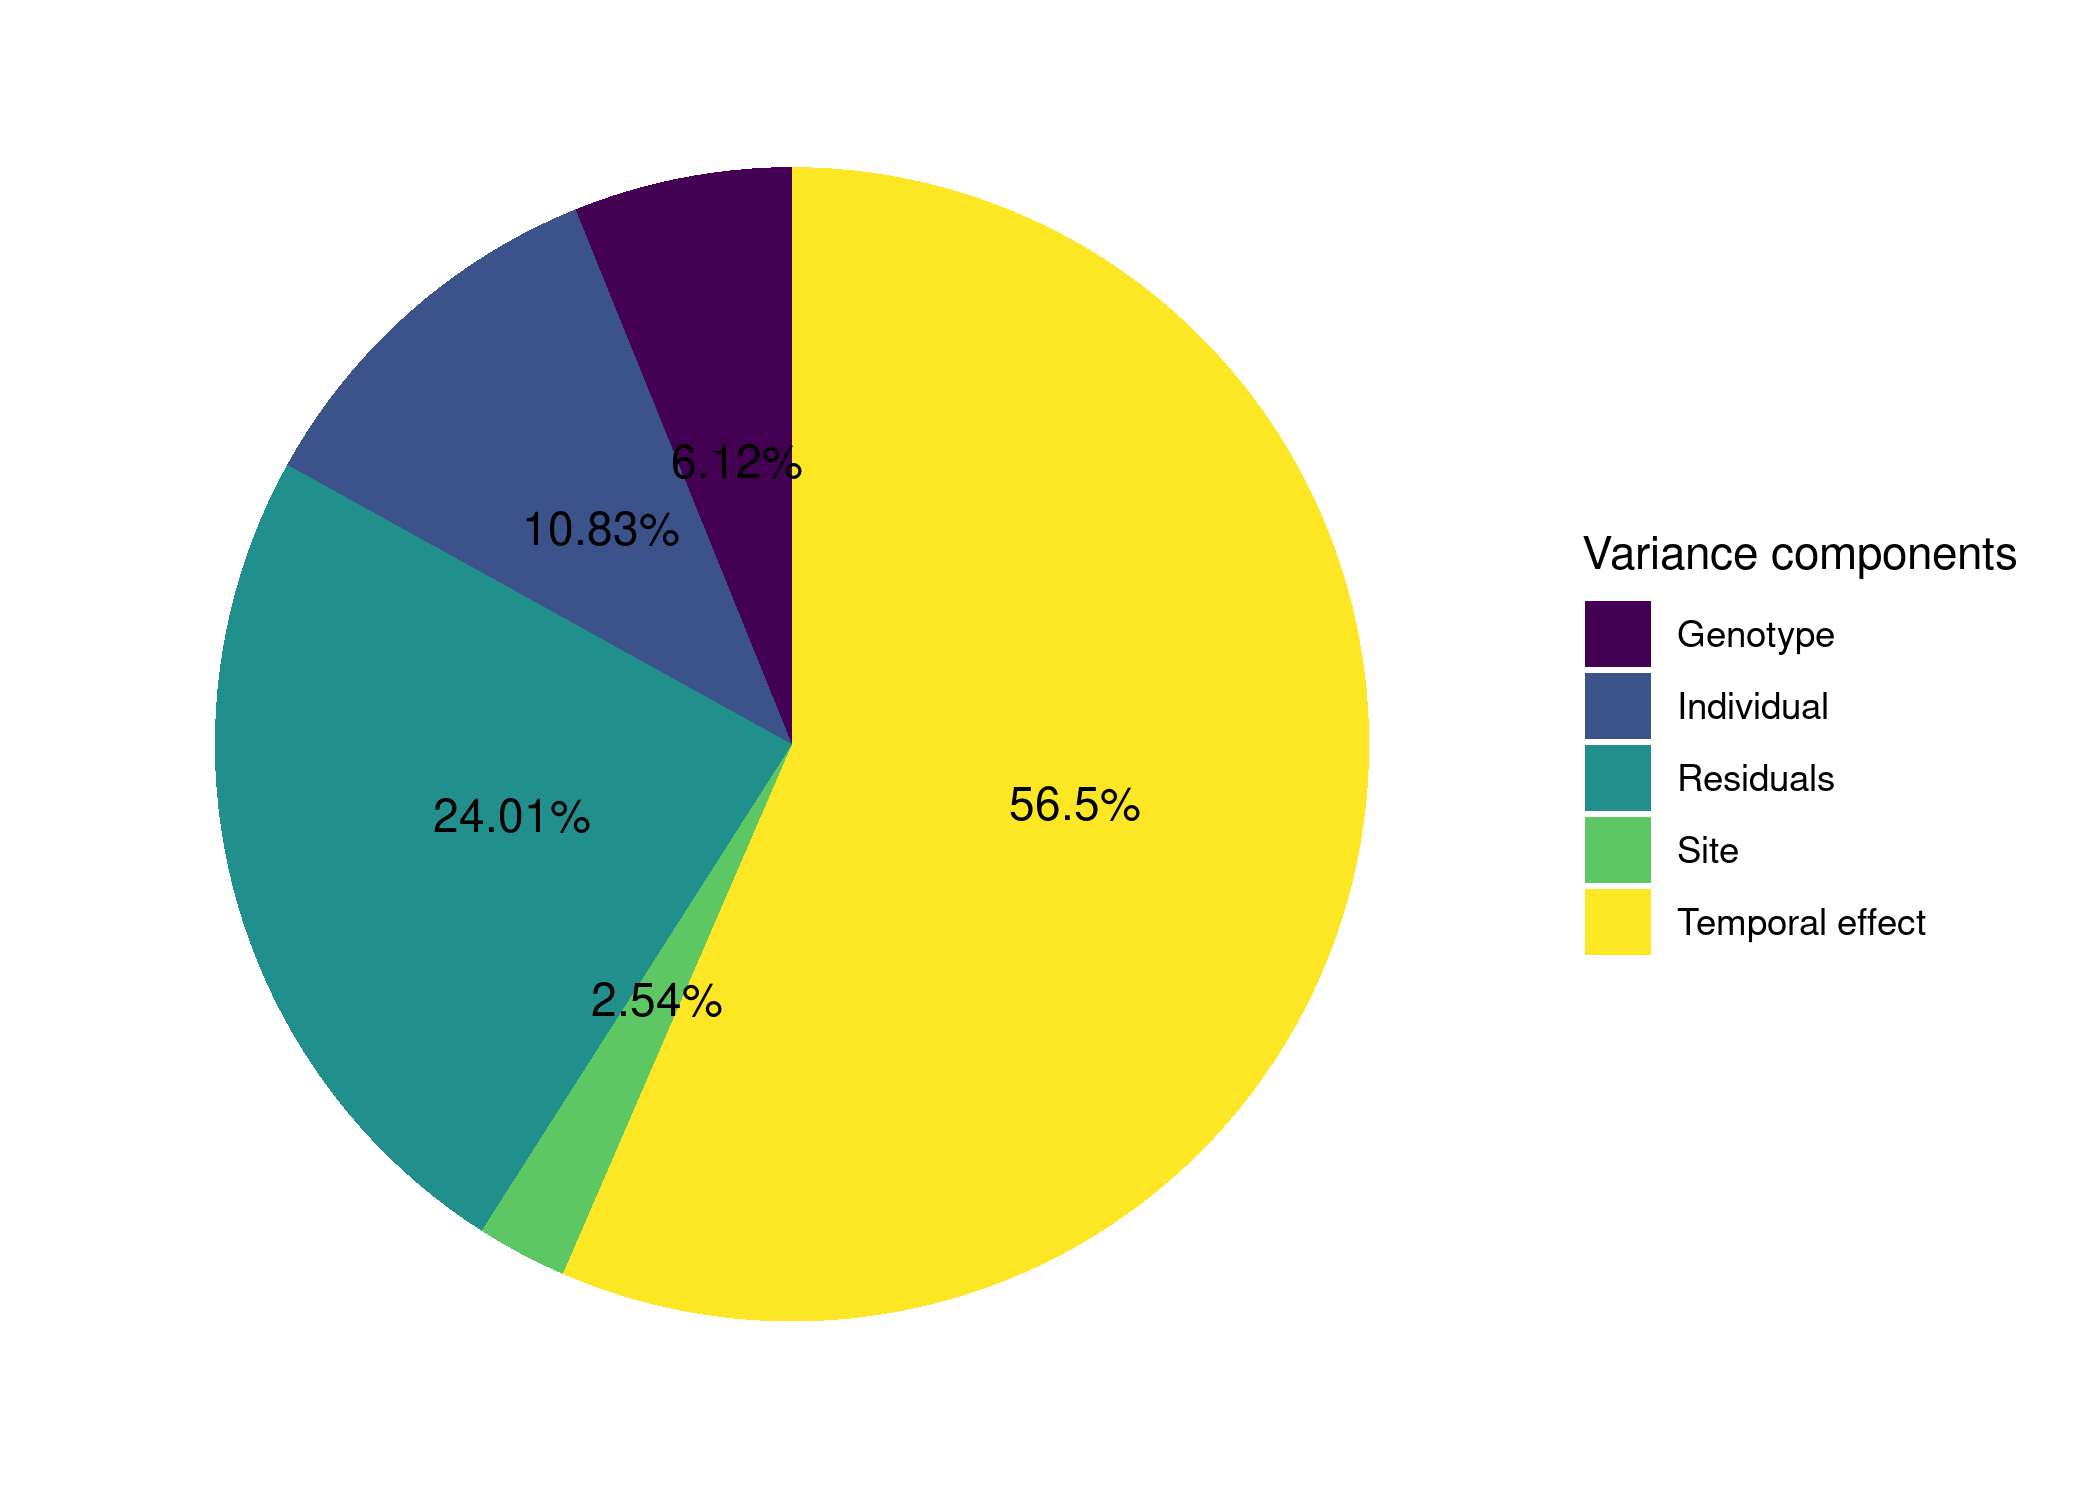 6.12%
10.83%
56.5%
24.01%
2.54%
Variance components
Genotype
Individual
Residuals
Site
Temporal effect